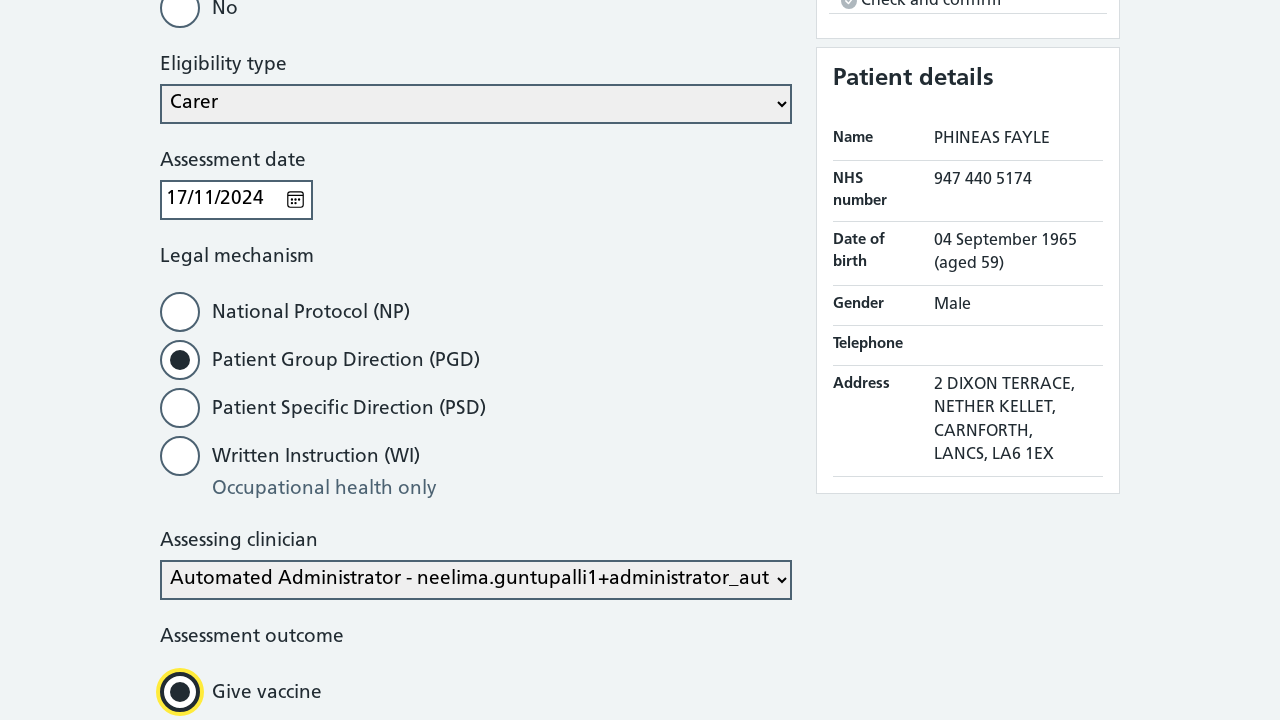 No
Eligibility type
Carer
Assessment date
17/11/2024
Legal mechanism
National Protocol (NP)
Patient Group Direction (PGD)
Patient Specific Direction (PSD)
Written Instruction (WI)
Occupational health only
Assessing clinician
Automated Administrator - neelima.guntupalli1+administrator_aut
Assessment outcome
Give vaccine
Check and confirm
Patient details
Name PHINEAS FAYLE
NHS number 947 440 5174
Date of birth 04 September 1965 (aged 59)
Gender Male
Telephone
Address 2 DIXON TERRACE,
NETHER KELLET,
CARNFORTH,
LANCS, LA6 1EX